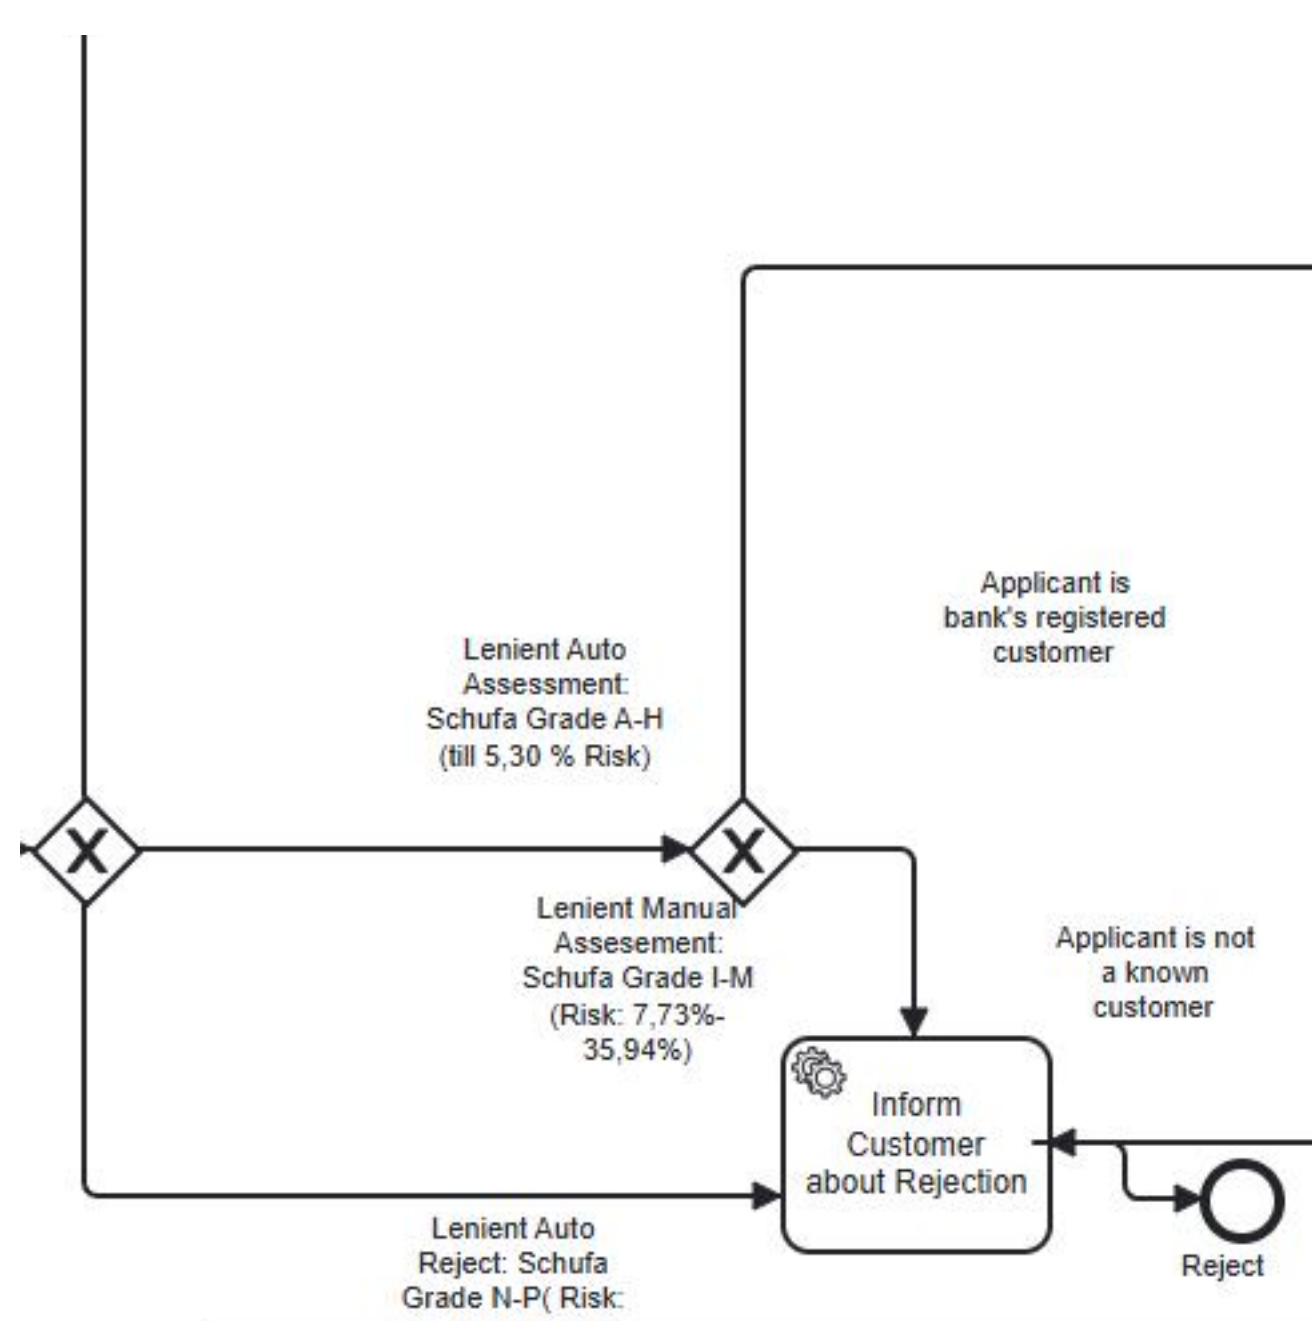 Applicant is
bank's registered
customer
Lenient Auto
Assessment:
Schufa Grade A-H
(till 5,30 % Risk)
X
X
Lenient Manual
Assesement:
Schufa Grade I-M
(Risk: 7,73%-
35,94%)
Applicant is not
a known
customer
Inform
Customer
about Rejection
Reject
Lenient Auto
Reject: Schufa
Grade N-P( Risk: